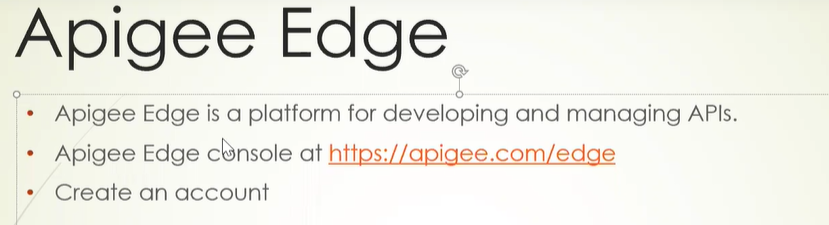 Apigee Edge
• Apigee Edge is a platform for developing and managing APIs.
• Apigee Edge console at https://apigee.com/edge
• Create an account